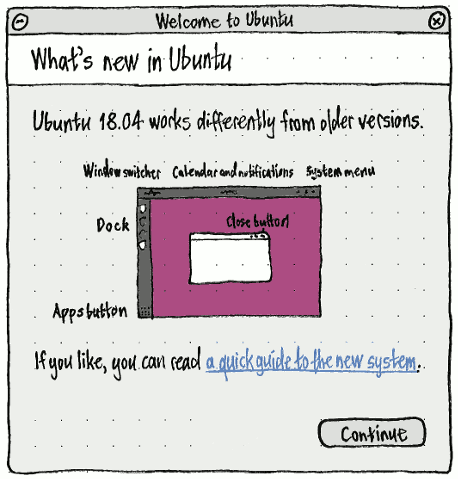 Welcome to Ubuntu
What's new in Ubuntu
Ubuntu 18.04 works differently from older versions.
Window switcher Calendar and notifications System menu
Close button
Dock
Apps button
If you like, you can read a quick guide to the new system.
Continue